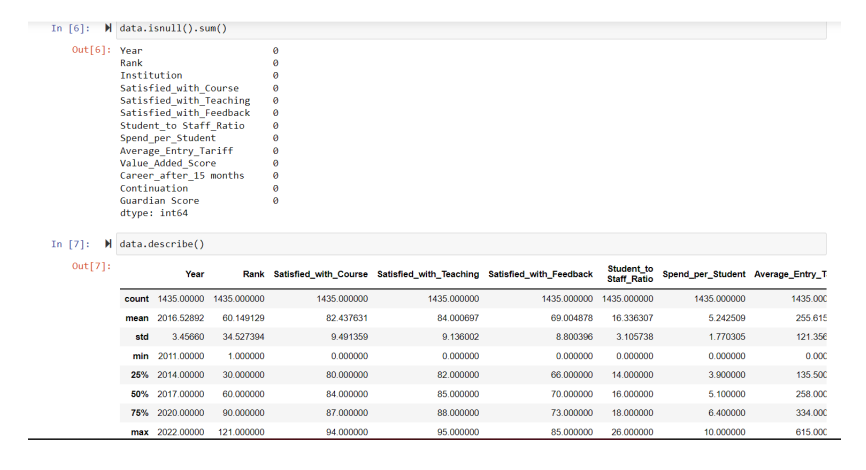 In [6]: data.isnull().sum()
Out[6]: Year 0
Rank 0
Institution 0
Satisfied_with_Course 0
Satisfied_with_Teaching 0
Satisfied_with_Feedback 0
Student_to Staff_Ratio 0
Spend_per_Student 0
Average_Entry_Tariff 0
Value_Added_Score 0
Career_after_15 months 0
Continuation 0
Guardian Score 0
dtype: int64
In [7]: data.describe()
Out[7]:
Year Rank Satisfied_with_Course Satisfied_with_Teaching Satisfied_with_Feedback Student_to Staff_Ratio Spend_per_Student Average_Entry_T
count 1435.00000 1435.000000 1435.000000 1435.000000 1435.000000 1435.000000 1435.000000 1435.000
mean 2016.52892 60.149129 82.437631 84.000697 69.004878 16.336307 5.242509 255.615
std 3.45660 34.527394 9.491359 9.136002 8.800396 3.105738 1.770305 121.356
min 2011.00000 1.000000 0.000000 0.000000 0.000000 0.000000 0.000000 0.000
25% 2014.00000 30.000000 80.000000 82.000000 66.000000 14.000000 3.900000 135.500
50% 2017.00000 60.000000 84.000000 85.000000 70.000000 16.000000 5.100000 258.000
75% 2020.00000 90.000000 87.000000 88.000000 73.000000 18.000000 6.400000 334.000
max 2022.00000 121.000000 94.000000 95.000000 85.000000 26.000000 10.000000 615.000